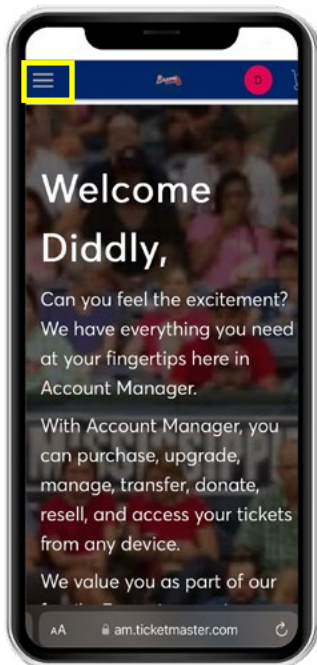 Braves
D
Welcome
Diddly,
Can you feel the excitement?
We have everything you need
at your fingertips here in
Account Manager.
With Account Manager, you
can purchase, upgrade,
manage, transfer, donate,
resell, and access your tickets
from any device.
We value you as part of our
AA am.ticketmaster.com